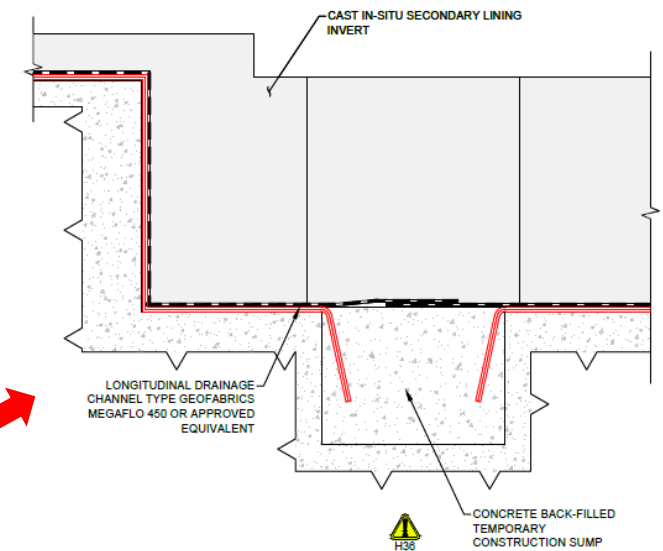 CAST IN-SITU SECONDARY LINING
INVERT
LONGITUDINAL DRAINAGE
CHANNEL TYPE GEOFABRICS
MEGAFLO 450 OR APPROVED
EQUIVALENT
CONCRETE BACK-FILLED
TEMPORARY
CONSTRUCTION SUMP
H36